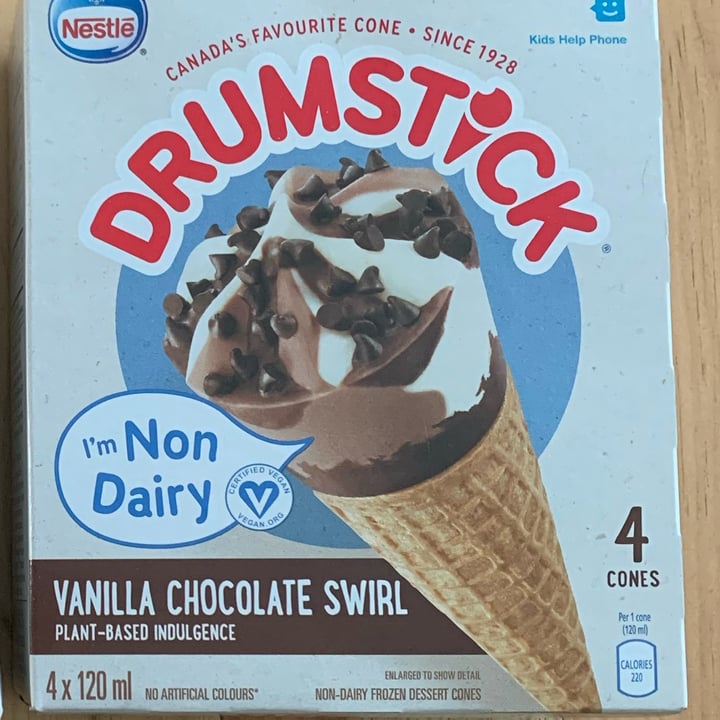 Nestlé®
Kids Help Phone
CANADA'S FAVOURITE CONE • SINCE 1928
DRUMSTICK®
I'm Non
Dairy
CERTIFIED VEGAN
VEGAN.ORG
4
CONES
VANILLA CHOCOLATE SWIRL
PLANT-BASED INDULGENCE
Per 1 cone
(120 ml)
CALORIES
220
4 x 120 ml
NO ARTIFICIAL COLOURS*
ENLARGED TO SHOW DETAIL
NON-DAIRY FROZEN DESSERT CONES